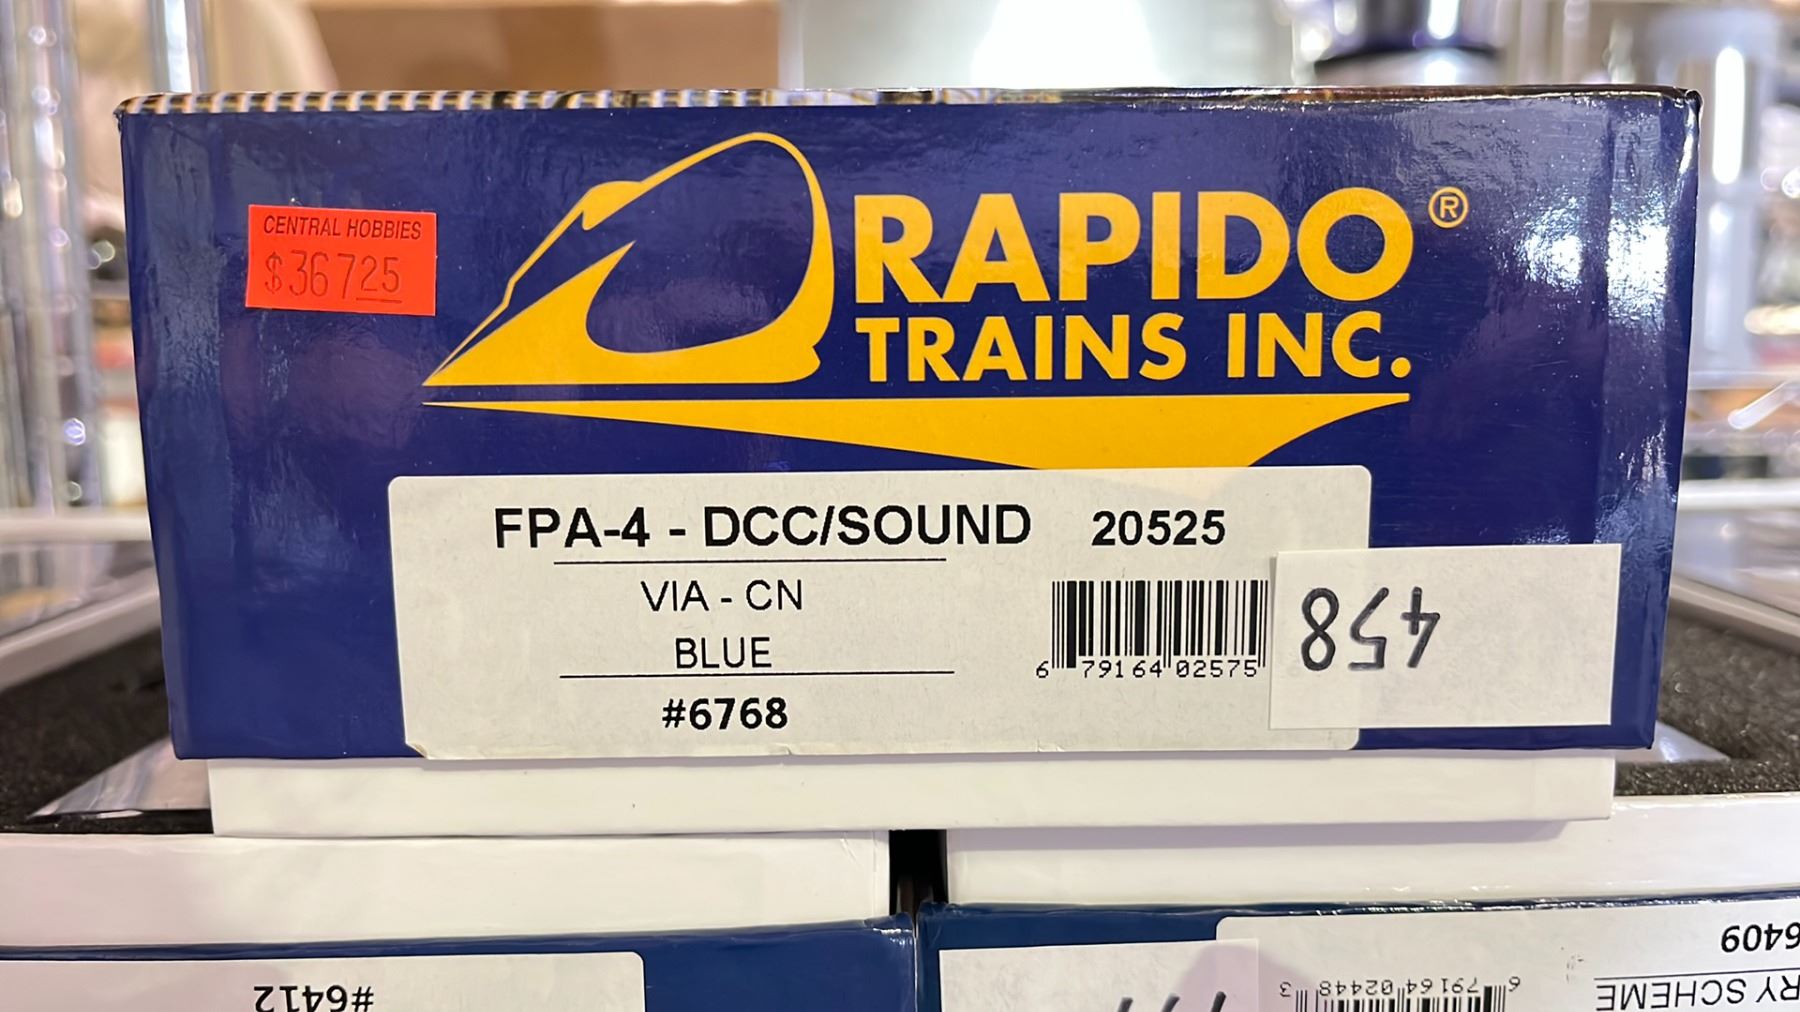 CENTRAL HOBBIES
$36725
RAPIDO®
TRAINS INC.
FPA-4 - DCC/SOUND 20525
VIA - CN
BLUE
#6768
6 79164 02575
458
#6412
6409
RY SCHEME
6 79164 02448 3